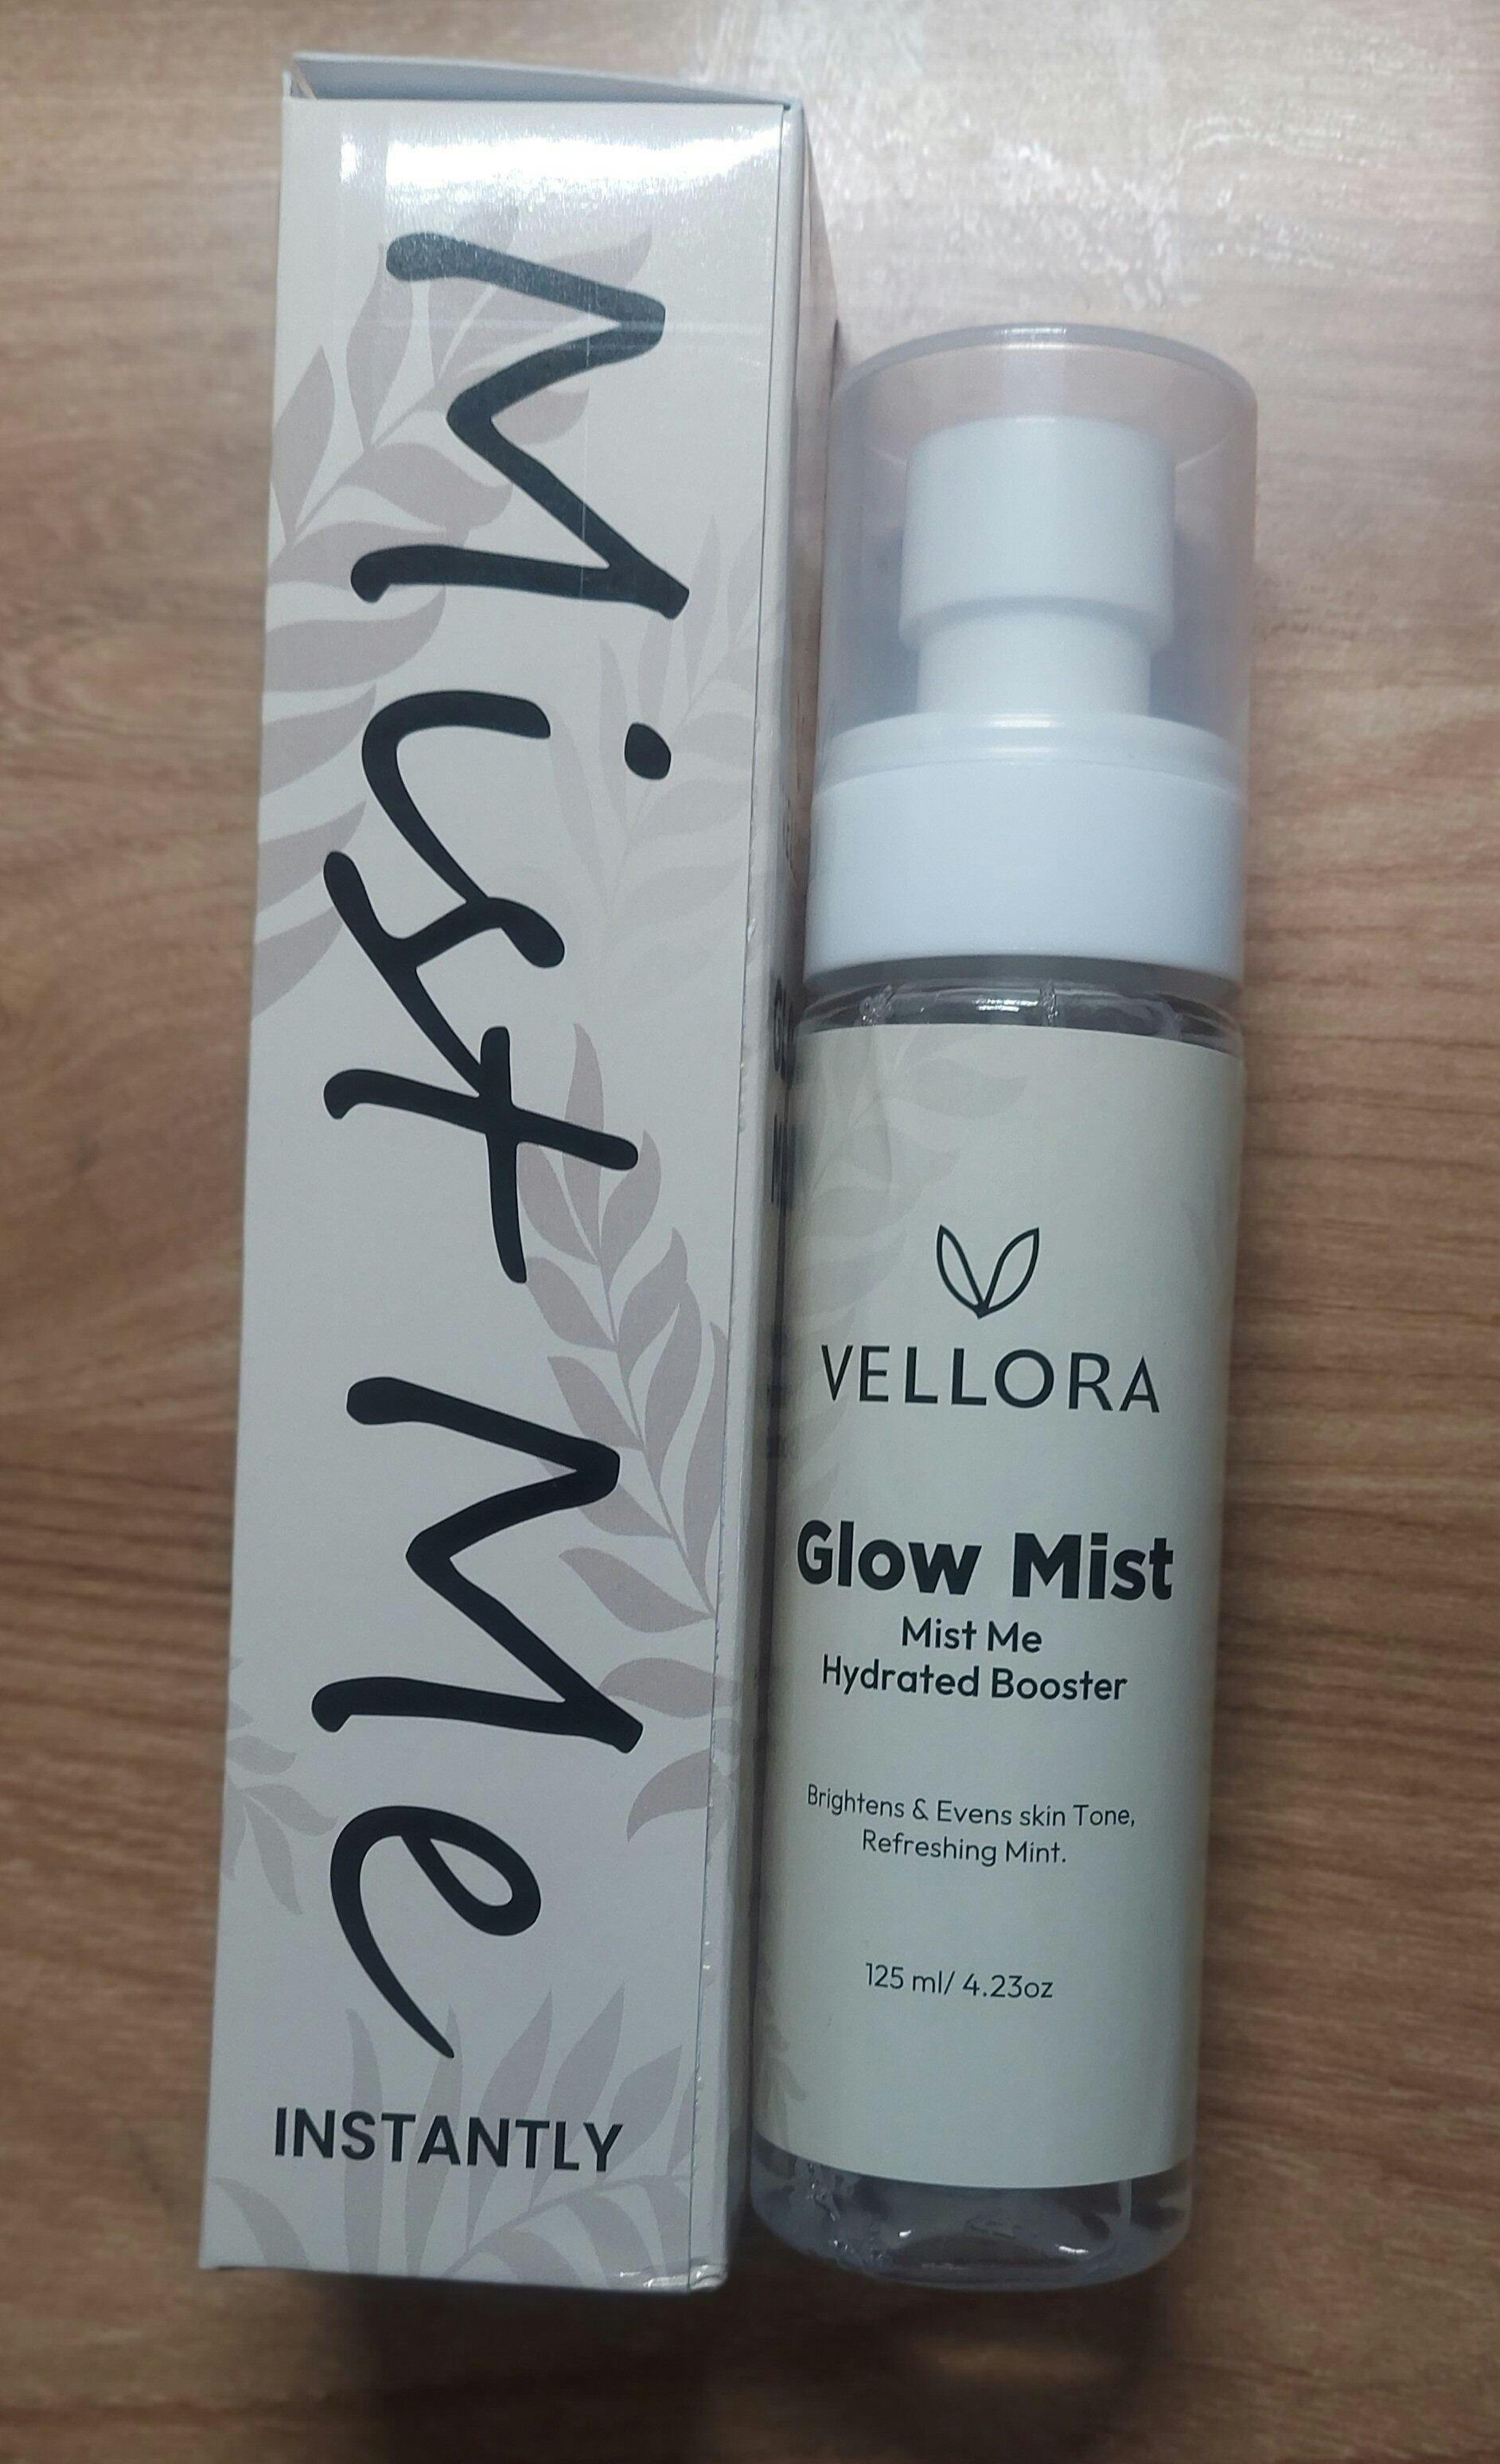 Mist Me
INSTANTLY
VELLORA
Glow Mist
Mist Me
Hydrated Booster
Brightens & Evens skin Tone,
Refreshing Mint.
125 ml/ 4.23oz